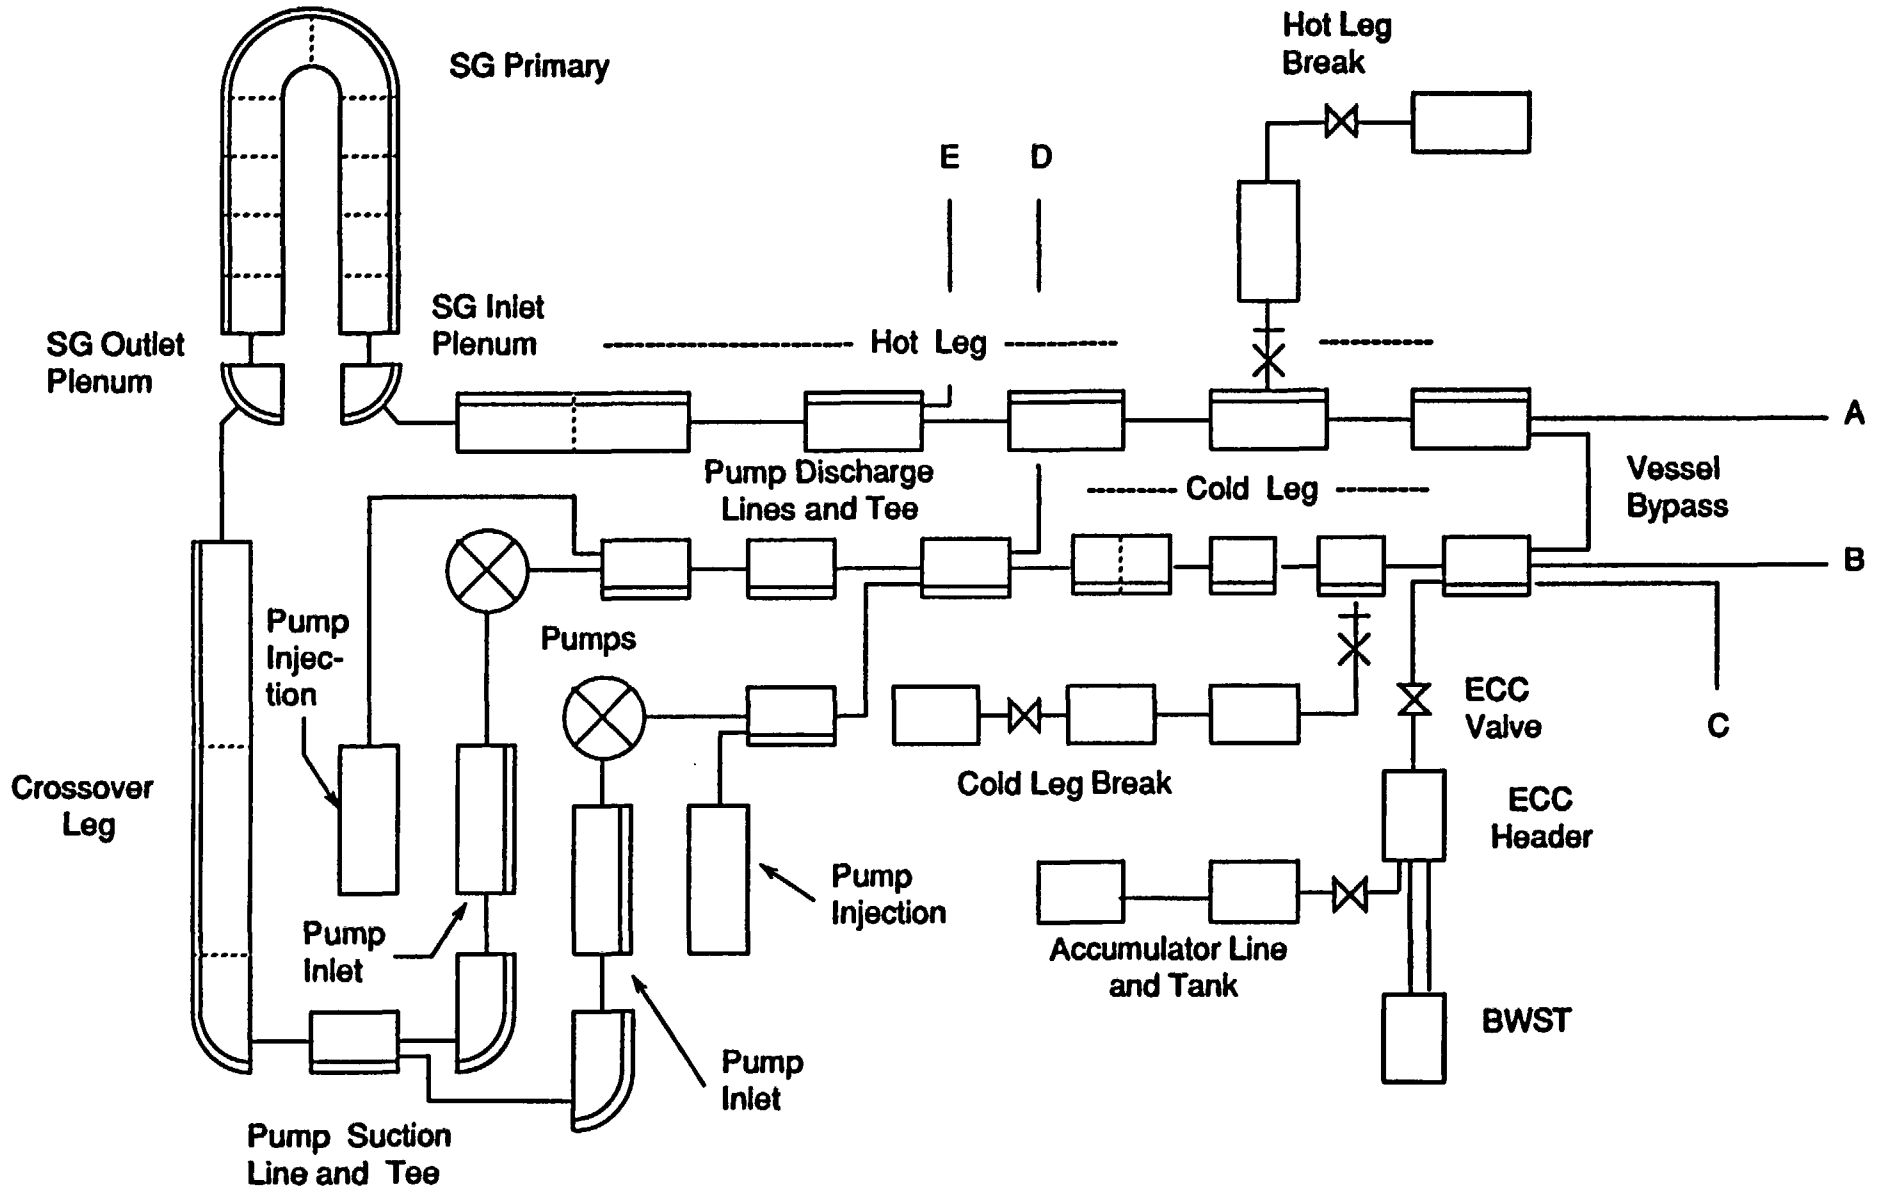 Hot Leg
Break
SG Primary
E
D
SG Inlet
Plenum
SG Outlet
Plenum
Hot Leg
A
Pump Discharge
Lines and Tee
Cold Leg
Vessel
Bypass
B
Pump
Injec-
tion
Pumps
ECC
Valve
C
Crossover
Leg
Cold Leg Break
ECC
Header
Pump
Injection
Pump
Inlet
Accumulator Line
and Tank
BWST
Pump
Inlet
Pump Suction
Line and Tee